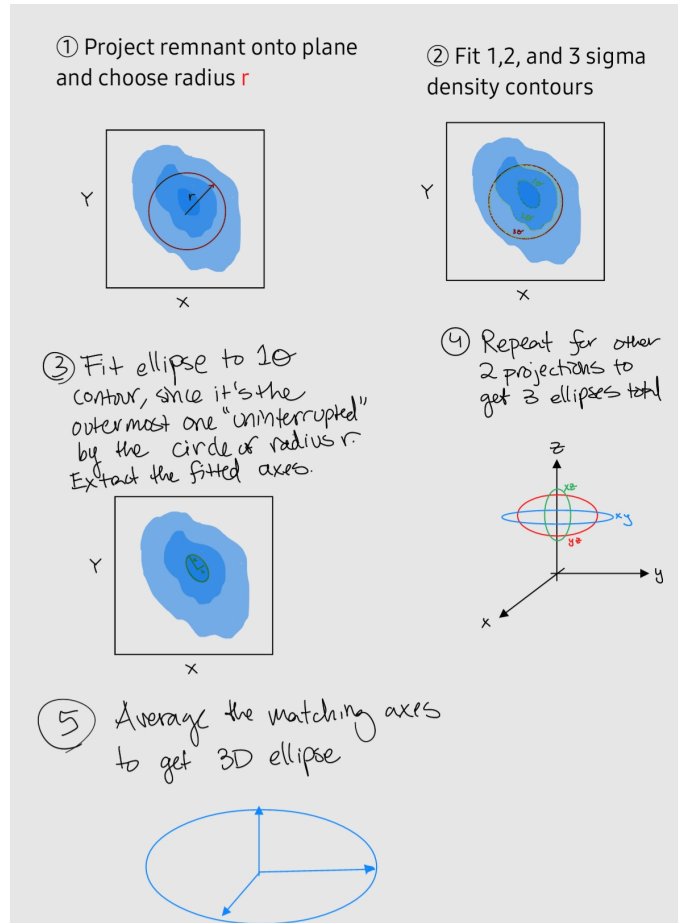 ① Project remnant onto plane
and choose radius r
② Fit 1,2, and 3 sigma
density contours
Y
r
X
Y
1σ
2σ
3σ
X
③ Fit ellipse to 1σ
contour, since it's the
outermost one "uninterrupted"
by the circle of radius r.
Extract the fitted axes.
Y
X
④ Repeat for other
2 projections to
get 3 ellipses total
z
xz
xy
yz
y
x
⑤ Average the matching axes
to get 3D ellipse